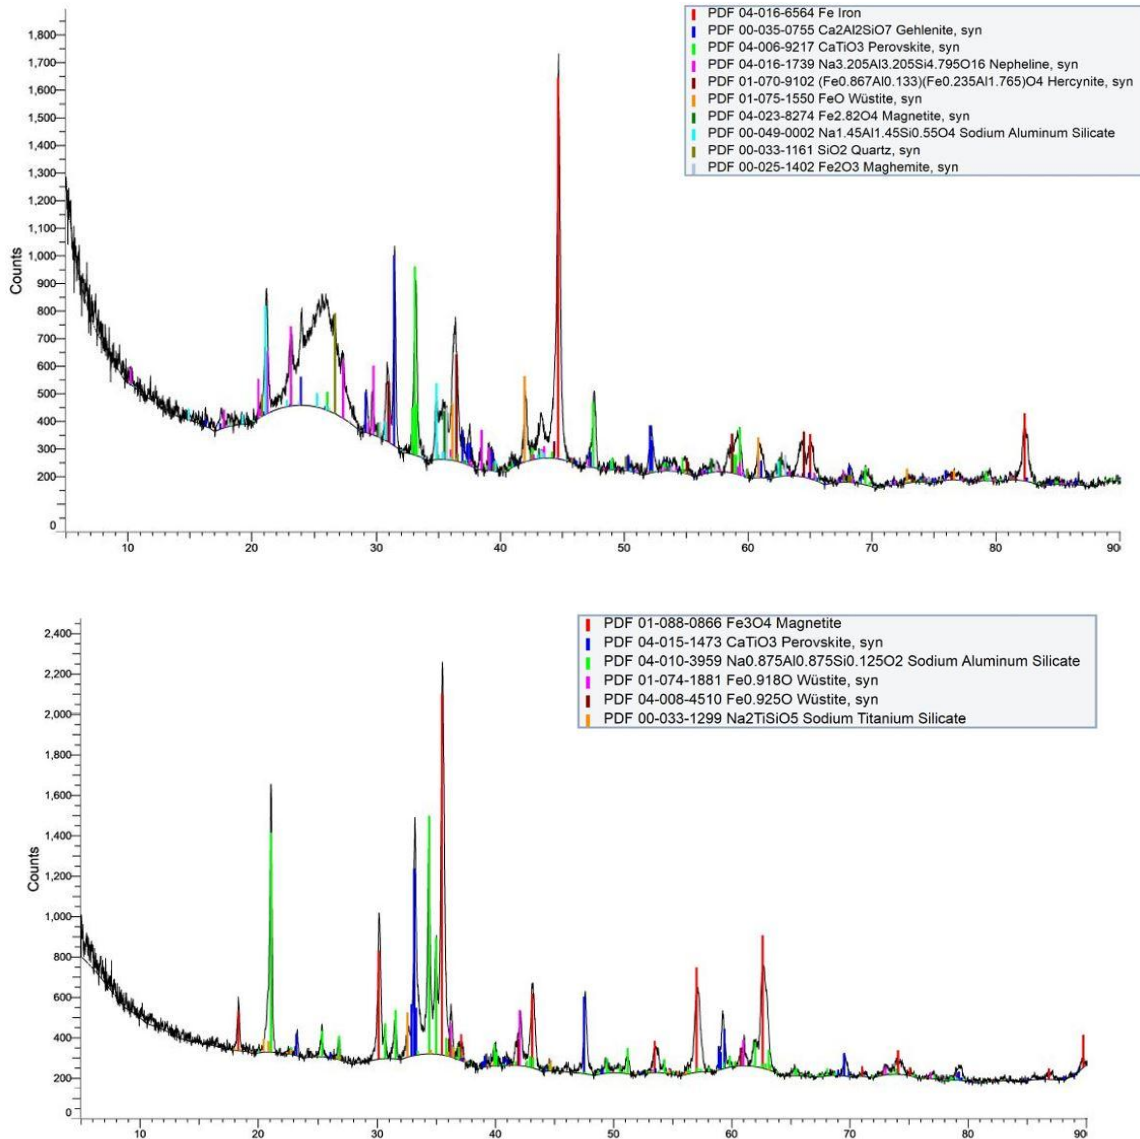 PDF 04-016-6564 Fe Iron
PDF 00-035-0755 Ca2Al2SiO7 Gehlenite, syn
PDF 04-006-9217 CaTiO3 Perovskite, syn
PDF 04-016-1739 Na3.205Al3.205Si4.795O16 Nepheline, syn
PDF 01-070-9102 (Fe0.867Al0.133)(Fe0.235Al1.765)O4 Hercynite, syn
PDF 01-075-1550 FeO Wüstite, syn
PDF 04-023-8274 Fe2.82O4 Magnetite, syn
PDF 00-049-0002 Na1.45Al1.45Si0.55O4 Sodium Aluminum Silicate
PDF 00-033-1161 SiO2 Quartz, syn
PDF 00-025-1402 Fe2O3 Maghemite, syn
1,800
1,700
1,600
1,500
1,400
1,300
1,200
1,100
1,000
900
800
700
600
500
400
300
200
0
Counts
10 20 30 40 50 60 70 80 90
PDF 01-088-0866 Fe3O4 Magnetite
PDF 04-015-1473 CaTiO3 Perovskite, syn
PDF 04-010-3959 Na0.875Al0.875Si0.125O2 Sodium Aluminum Silicate
PDF 01-074-1881 Fe0.918O Wüstite, syn
PDF 04-008-4510 Fe0.925O Wüstite, syn
PDF 00-033-1299 Na2TiSiO5 Sodium Titanium Silicate
2,400
2,200
2,000
1,800
1,600
1,400
1,200
1,000
800
600
400
200
0
Counts
10 20 30 40 50 60 70 80 90